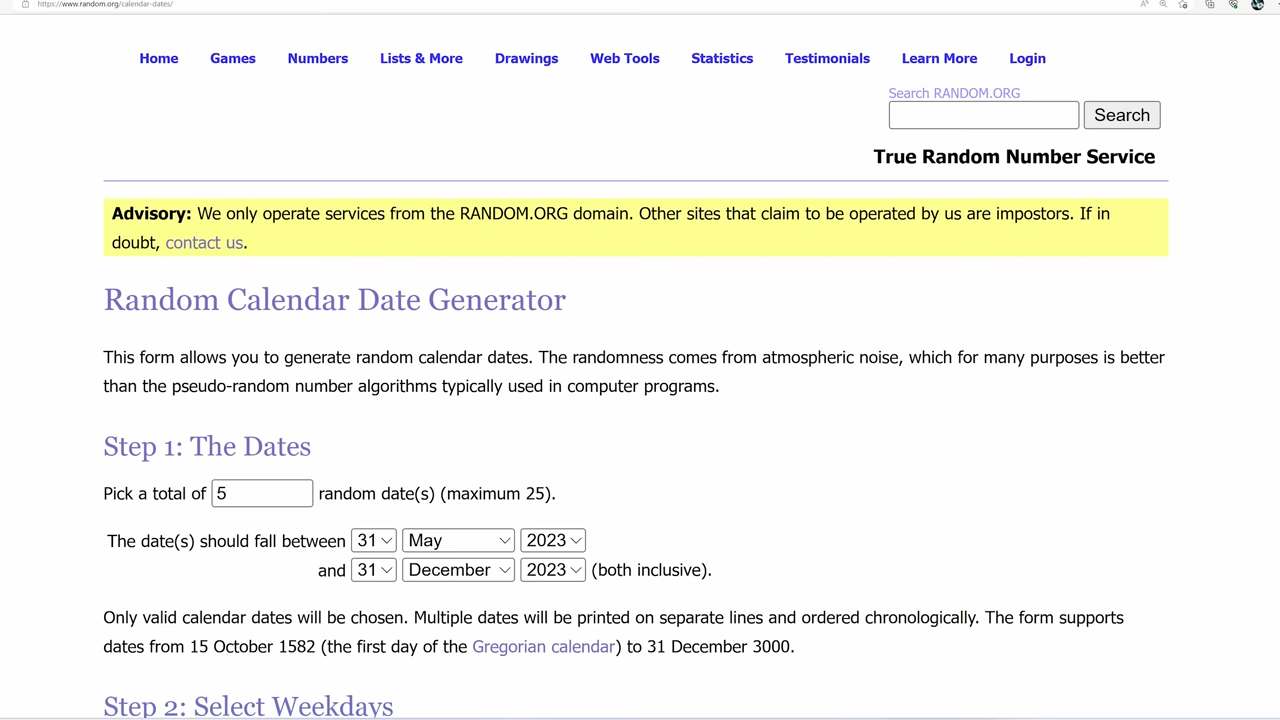 https://www.random.org/calendar-dates/
Home Games Numbers Lists & More Drawings Web Tools Statistics Testimonials Learn More Login
Search RANDOM.ORG
Search
True Random Number Service
Advisory: We only operate services from the RANDOM.ORG domain. Other sites that claim to be operated by us are impostors. If in
doubt, contact us.
Random Calendar Date Generator
This form allows you to generate random calendar dates. The randomness comes from atmospheric noise, which for many purposes is better
than the pseudo-random number algorithms typically used in computer programs.
Step 1: The Dates
Pick a total of 5 random date(s) (maximum 25).
The date(s) should fall between 31 May 2023
and 31 December 2023 (both inclusive).
Only valid calendar dates will be chosen. Multiple dates will be printed on separate lines and ordered chronologically. The form supports
dates from 15 October 1582 (the first day of the Gregorian calendar) to 31 December 3000.
Step 2: Select Weekdays